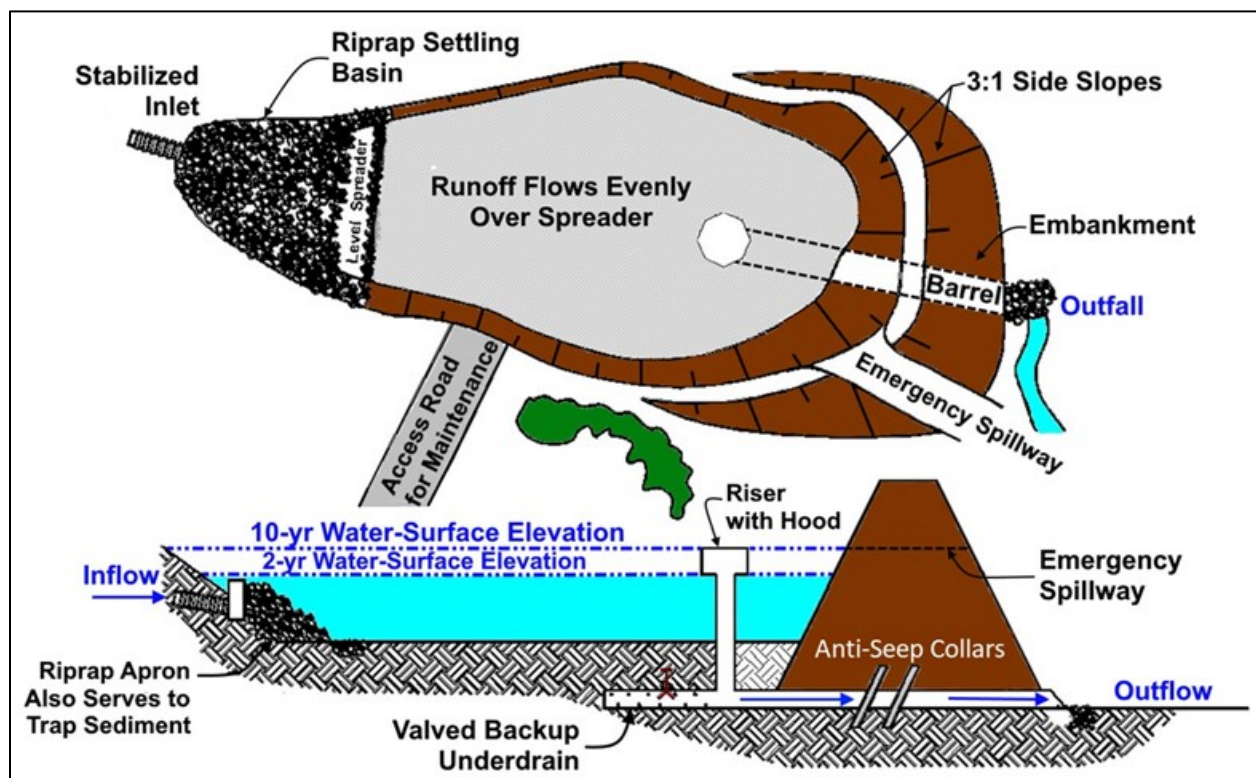 Riprap Settling
Basin
Stabilized
Inlet
3:1 Side Slopes
Level Spreader
Runoff Flows Evenly
Over Spreader
Embankment
Barrel
Outfall
Emergency Spillway
Access Road
for Maintenance
Riser
with Hood
10-yr Water-Surface Elevation
2-yr Water-Surface Elevation
Inflow
Emergency
Spillway
Anti-Seep Collars
Riprap Apron
Also Serves to
Trap Sediment
Valved Backup
Underdrain
Outflow